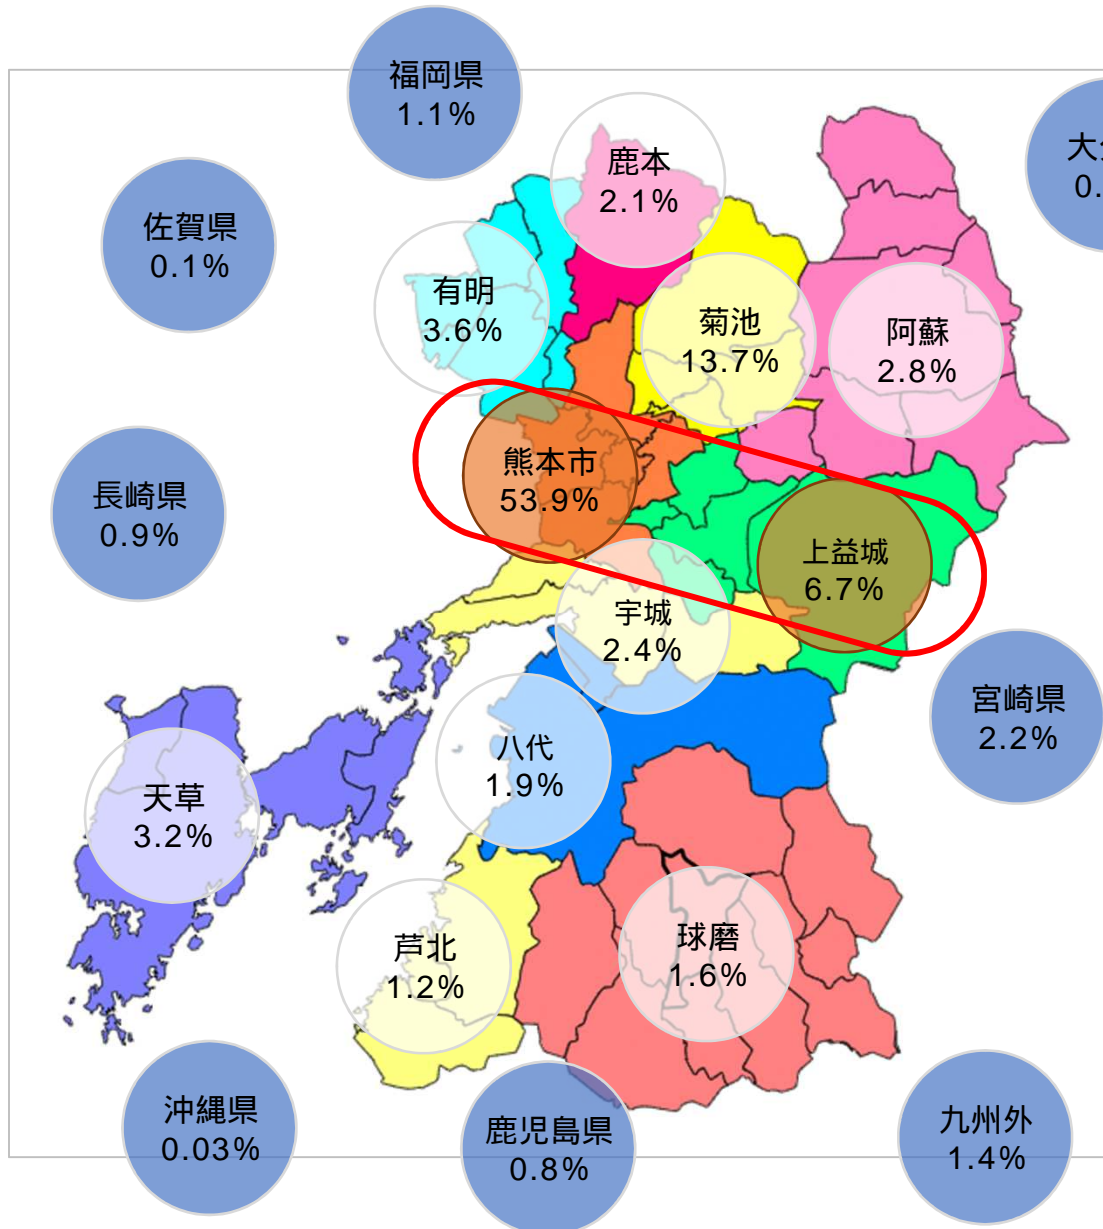 福岡県
1.1%
鹿本
2.1%
佐賀県
0.1%
有明
3.6%
菊池
13.7%
阿蘇
2.8%
熊本市
53.9%
長崎県
0.9%
上益城
6.7%
宇城
2.4%
宮崎県
2.2%
八代
1.9%
天草
3.2%
芦北
1.2%
球磨
1.6%
沖縄県
0.03%
鹿児島県
0.8%
九州外
1.4%
大
0.